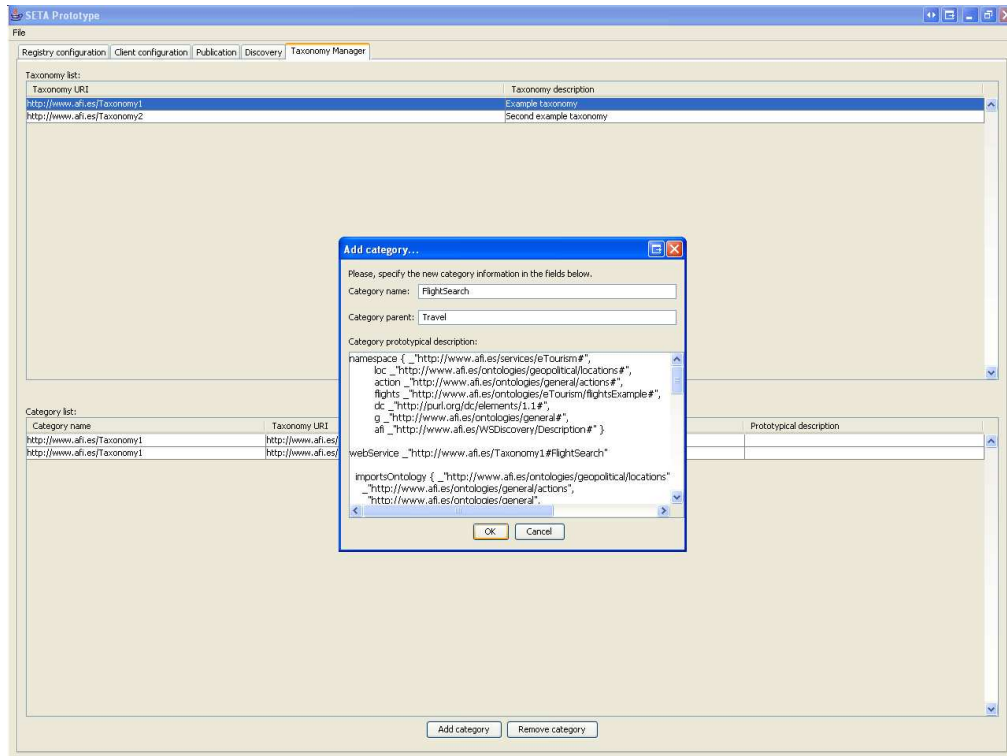 SETA Prototype
File
Registry configuration Client configuration Publication Discovery Taxonomy Manager
Taxonomy list:
Taxonomy URI Taxonomy description
http://www.afi.es/Taxonomy1 Example taxonomy
http://www.afi.es/Taxonomy2 Second example taxonomy
Add category...
Please, specify the new category information in the fields below.
Category name: FlightSearch
Category parent: Travel
Category prototypical description:
namespace { _"http://www.afi.es/services/eTourism#",
loc _"http://www.afi.es/ontologies/geopolitical/locations#",
action _"http://www.afi.es/ontologies/general/actions#",
flights _"http://www.afi.es/ontologies/eTourism/flightsExample#",
dc _"http://purl.org/dc/elements/1.1#",
g _"http://www.afi.es/ontologies/general#",
afi _"http://www.afi.es/WSDiscovery/Description#" }
webService _"http://www.afi.es/Taxonomy1#FlightSearch"
importsOntology { _"http://www.afi.es/ontologies/geopolitical/locations"
_"http://www.afi.es/ontologies/general/actions",
"http://www.afi.es/ontologies/general",
OK Cancel
Category list:
Category name Taxonomy URI Prototypical description
http://www.afi.es/Taxonomy1 http://www.afi.es/
http://www.afi.es/Taxonomy1 http://www.afi.es/
Add category Remove category